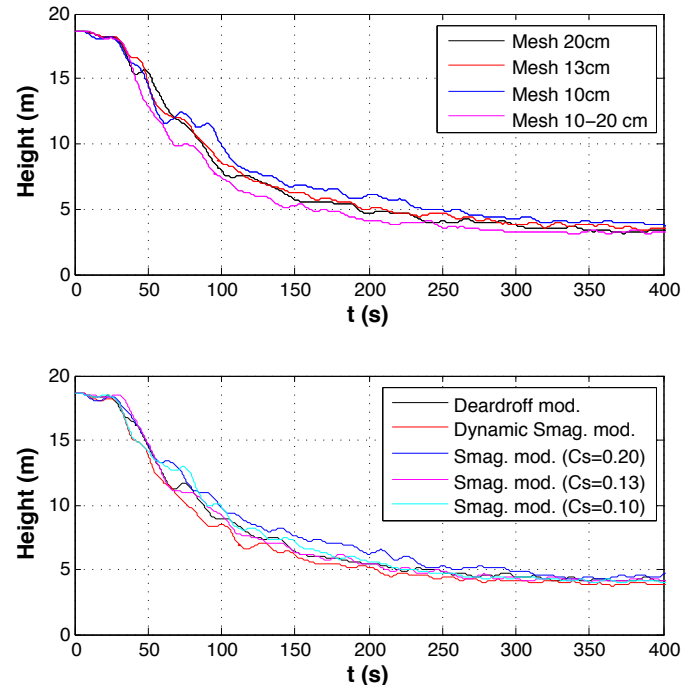 20
15
10
5
0
Height (m)
Mesh 20cm
Mesh 13cm
Mesh 10cm
Mesh 10−20 cm
0 50 100 150 200 250 300 350 400
t (s)
20
15
10
5
0
Height (m)
Deardroff mod.
Dynamic Smag. mod.
Smag. mod. (Cs=0.20)
Smag. mod. (Cs=0.13)
Smag. mod. (Cs=0.10)
0 50 100 150 200 250 300 350 400
t (s)